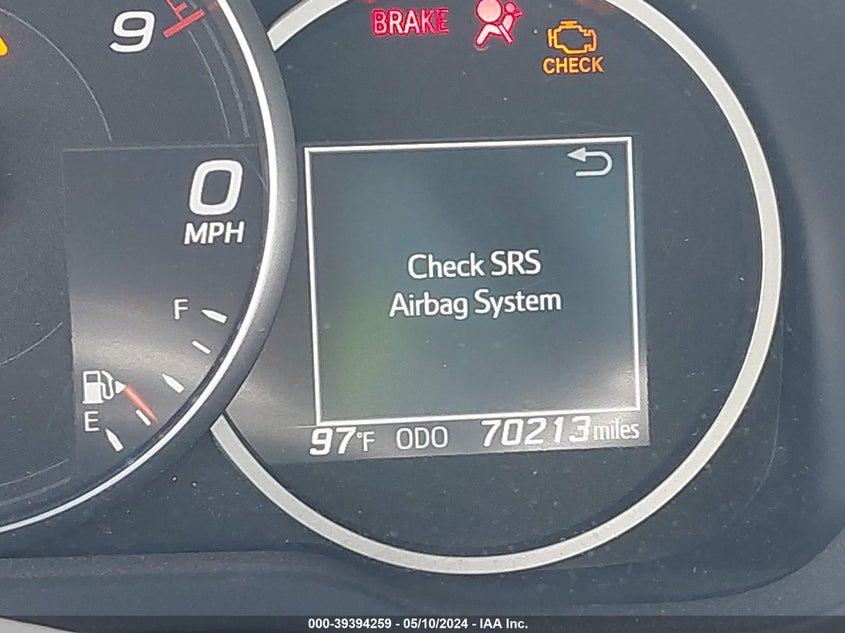 9
BRAKE
CHECK
0
MPH
Check SRS
Airbag System
F
E
97°F ODO 70213 miles
000-39394259 - 05/10/2024 - IAA Inc.